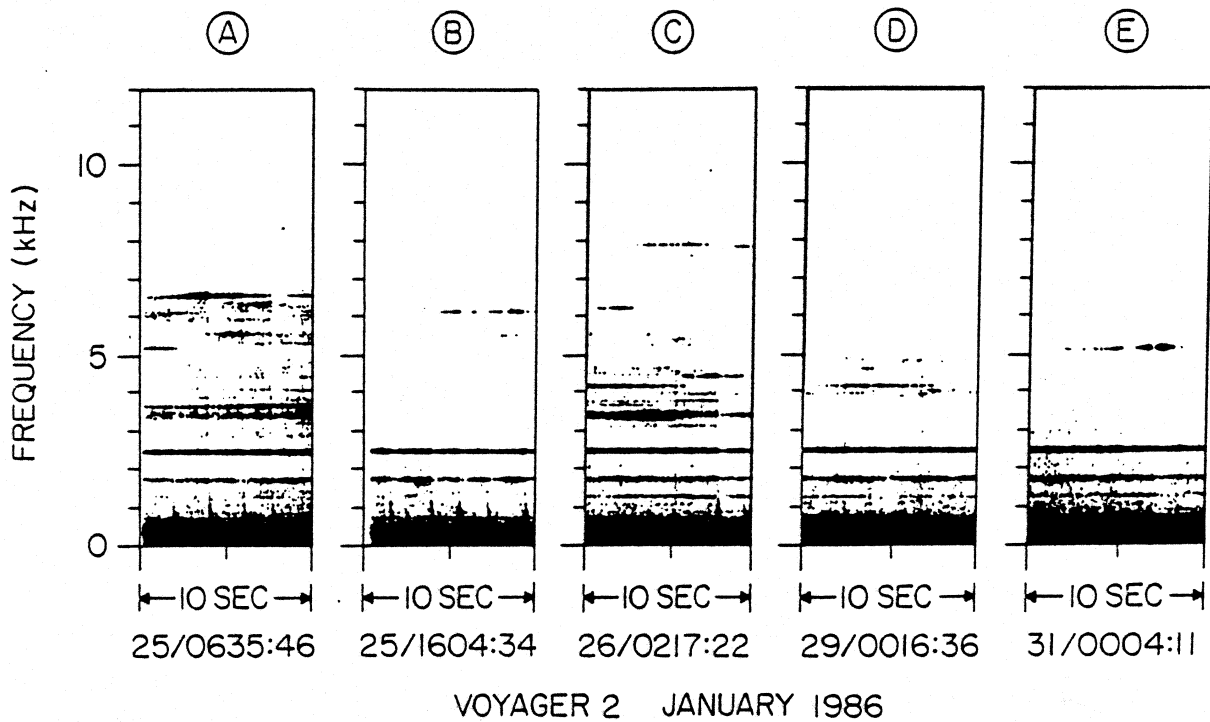 A B C D E
FREQUENCY (kHz)
10
5
0
10 SEC 10 SEC 10 SEC 10 SEC 10 SEC
25/0635:46 25/1604:34 26/0217:22 29/0016:36 31/0004:11
VOYAGER 2 JANUARY 1986